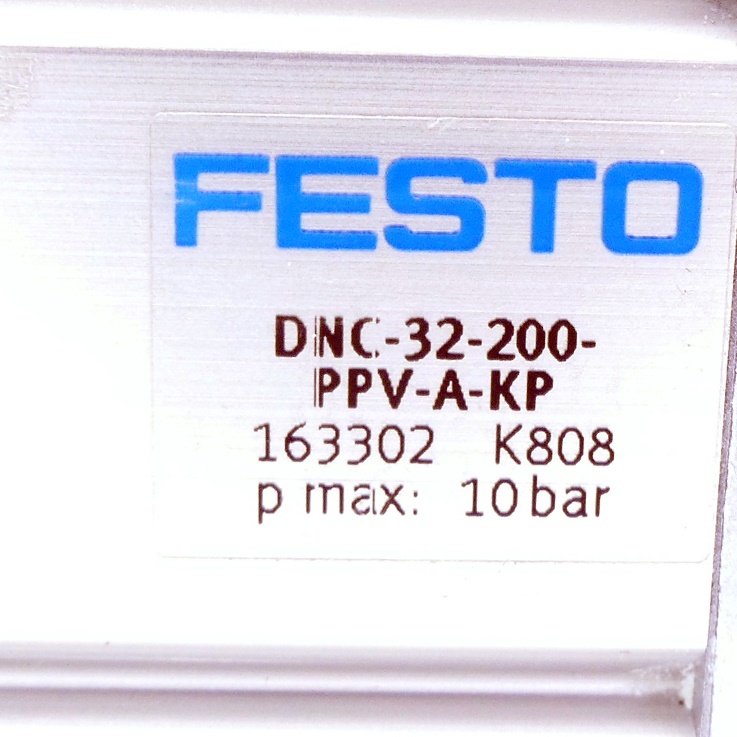 FESTO
DNC-32-200-
PPV-A-KP
163302 K808
p max: 10 bar